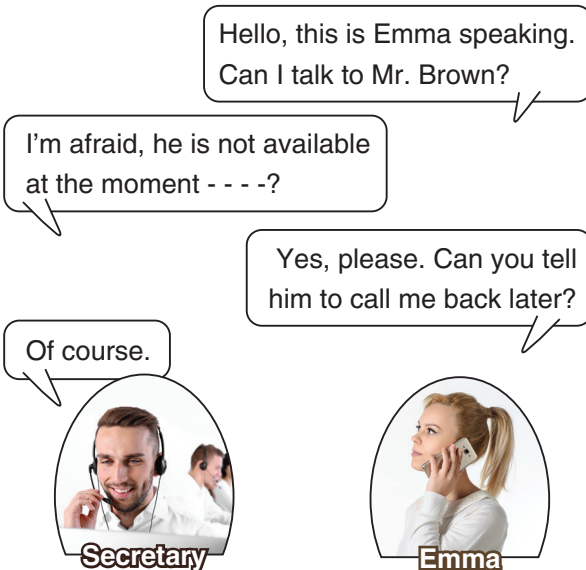 Hello, this is Emma speaking.
Can I talk to Mr. Brown?
I’m afraid, he is not available
at the moment - - - -?
Yes, please. Can you tell
him to call me back later?
Of course.
Secretary
Emma